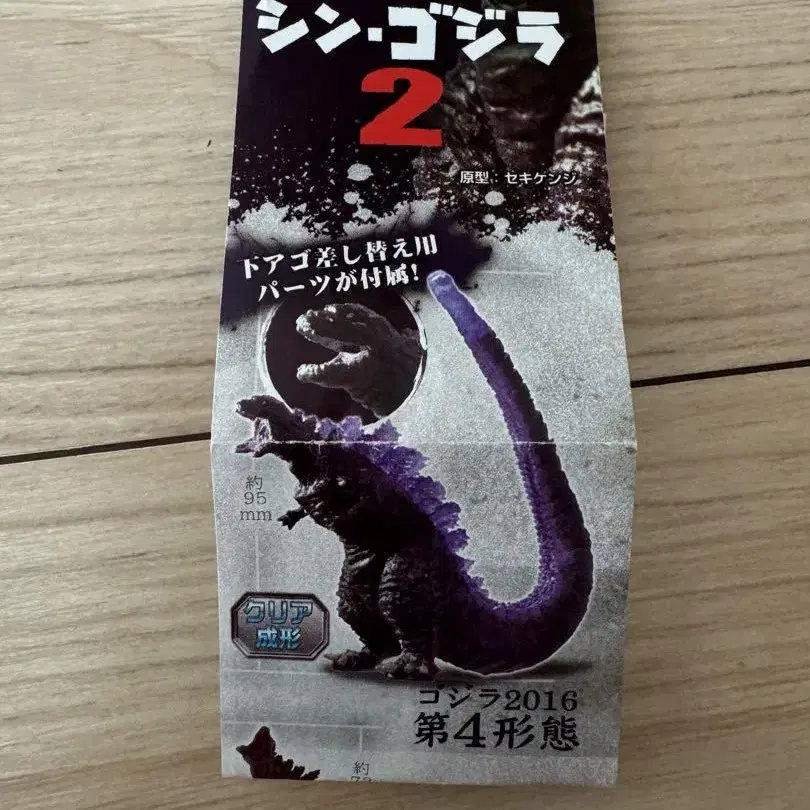 シン・ゴジラ
2
原型：セキケンジ
下アゴ差し替え用
パーツが付属!
約
95
mm
クリア
成形
ゴジラ2016
第4形態
約